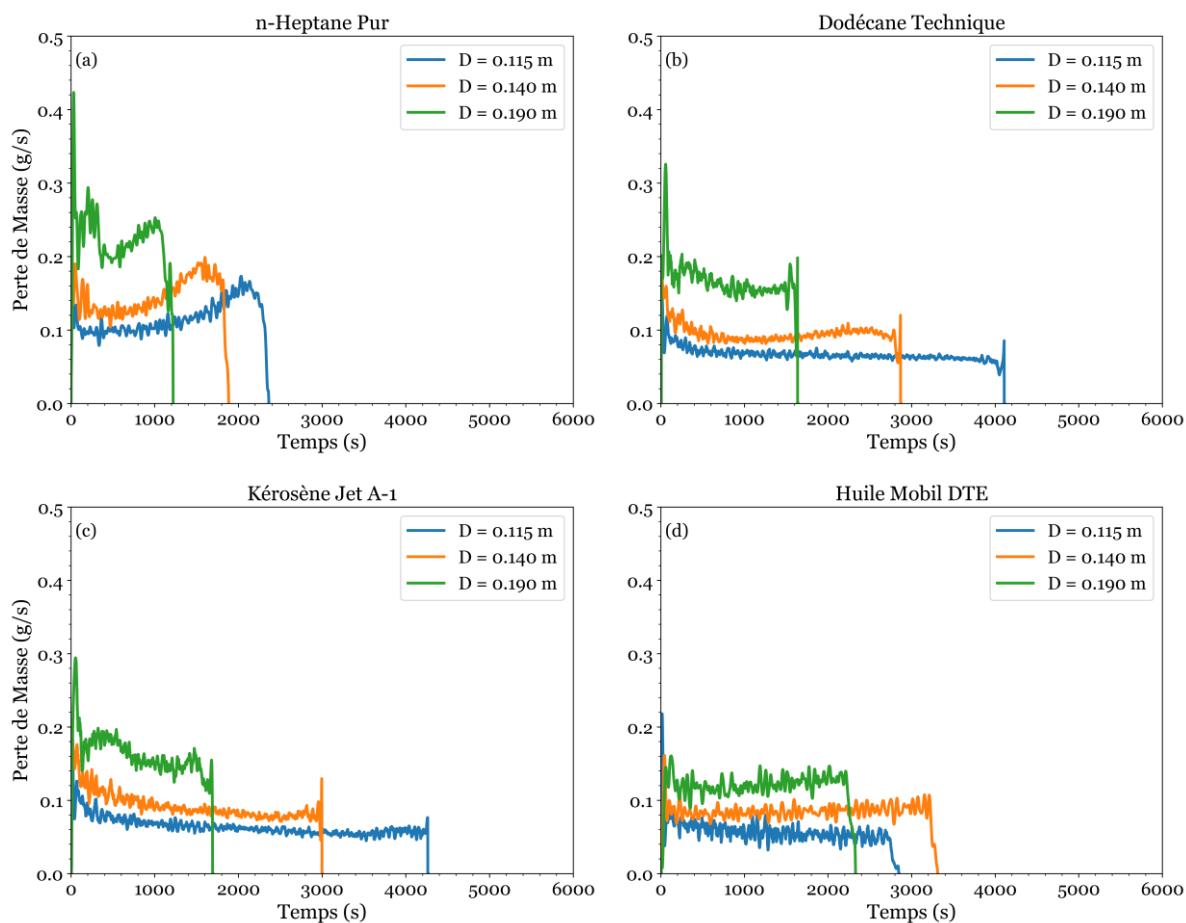 n-Heptane Pur
(a)
D = 0.115 m
D = 0.140 m
D = 0.190 m
0.5
0.4
0.3
0.2
0.1
0.0
Perte de Masse (g/s)
0 1000 2000 3000 4000 5000 6000
Temps (s)
Dodécane Technique
(b)
D = 0.115 m
D = 0.140 m
D = 0.190 m
0.5
0.4
0.3
0.2
0.1
0.0
0 1000 2000 3000 4000 5000 6000
Temps (s)
Kérosène Jet A-1
(c)
D = 0.115 m
D = 0.140 m
D = 0.190 m
0.5
0.4
0.3
0.2
0.1
0.0
Perte de Masse (g/s)
0 1000 2000 3000 4000 5000 6000
Temps (s)
Huile Mobil DTE
(d)
D = 0.115 m
D = 0.140 m
D = 0.190 m
0.5
0.4
0.3
0.2
0.1
0.0
0 1000 2000 3000 4000 5000 6000
Temps (s)